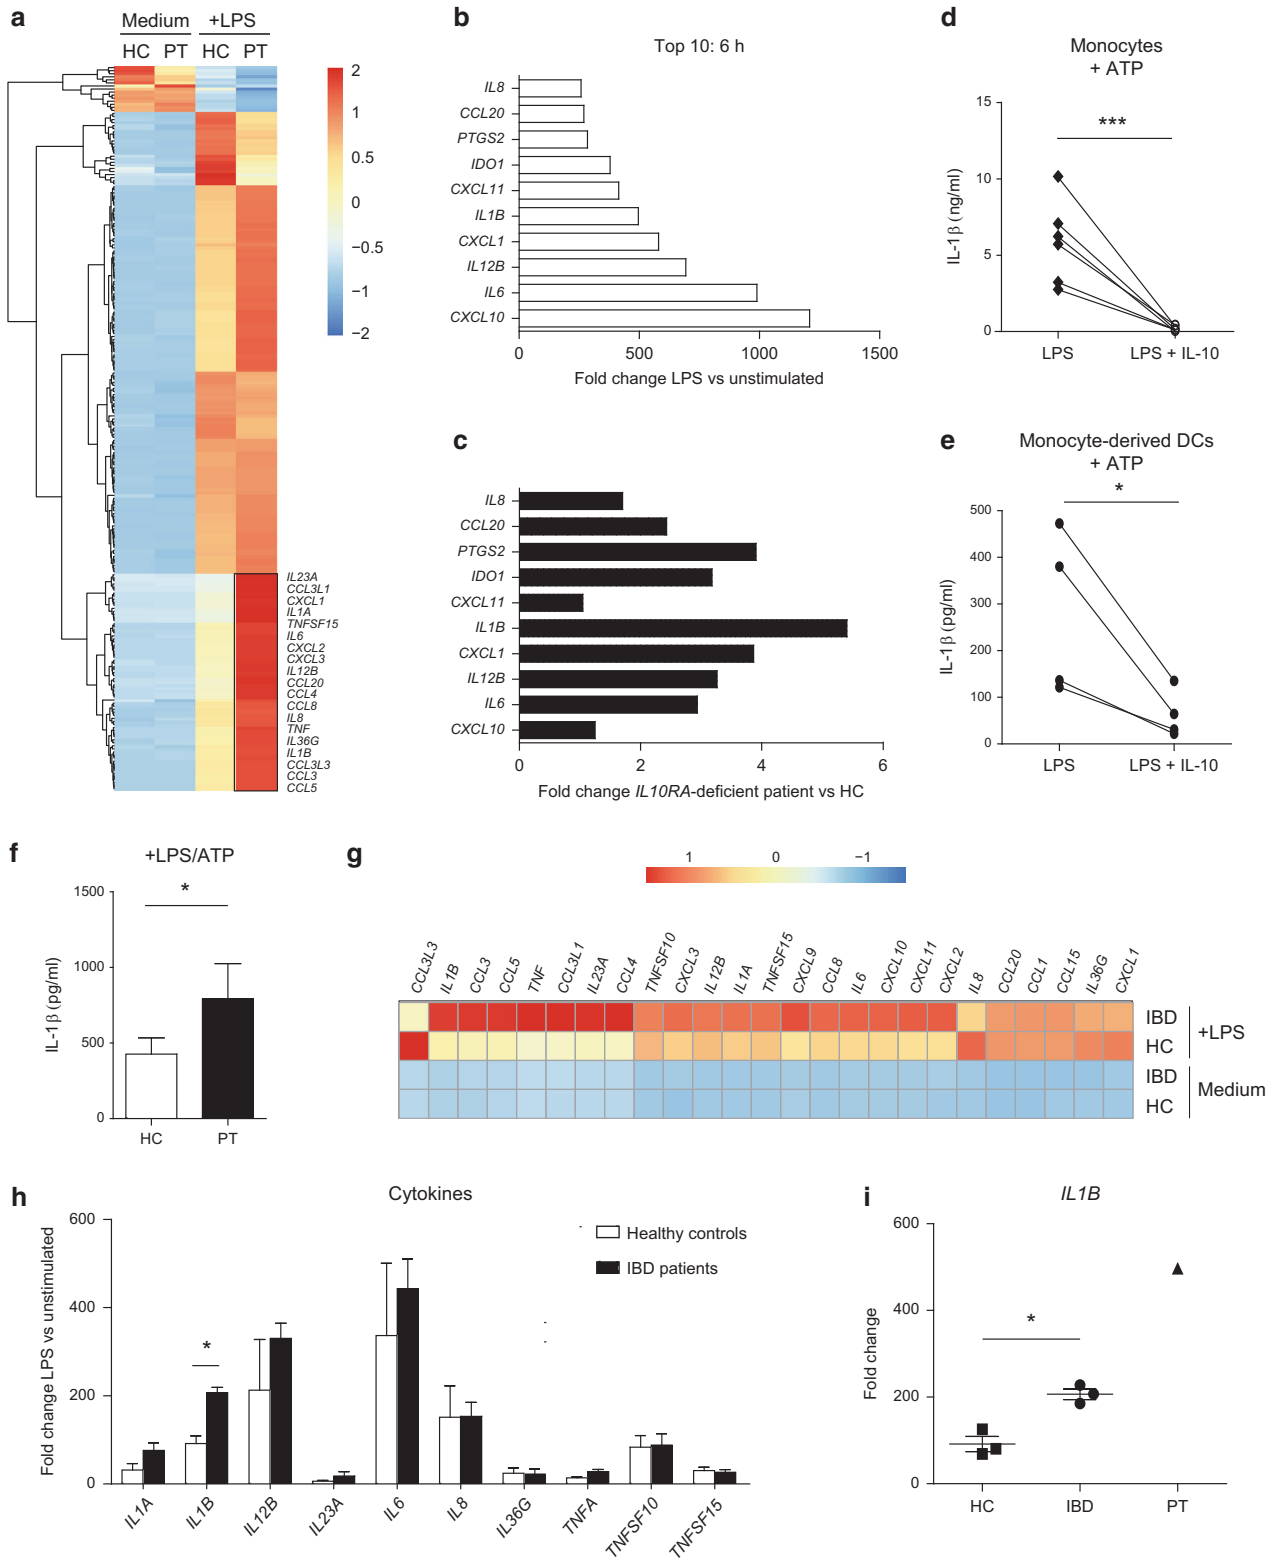 a
Medium
+LPS
HC
PT
HC
PT
2
1
0.5
0
−0.5
−1
−2
IL23A
CCL3L1
CXCL1
IL1A
TNFSF15
IL6
CXCL2
CXCL3
IL12B
CCL20
CCL4
CCL8
IL8
TNF
IL36G
IL1B
CCL3L3
CCL3
CCL5
b
Top 10: 6 h
IL8
CCL20
PTGS2
IDO1
CXCL11
IL1B
CXCL1
IL12B
IL6
CXCL10
0
500
1000
1500
Fold change LPS vs unstimulated
c
IL8
CCL20
PTGS2
IDO1
CXCL11
IL1B
CXCL1
IL12B
IL6
CXCL10
0
2
4
6
Fold change IL10RA-deficient patient vs HC
d
Monocytes
+ ATP
***
IL-1β (ng/ml)
15
10
5
0
LPS
LPS + IL-10
e
Monocyte-derived DCs
+ ATP
*
IL-1β (pg/ml)
500
400
300
200
100
0
LPS
LPS + IL-10
f
+LPS/ATP
*
IL-1β (pg/ml)
1500
1000
500
0
HC
PT
g
1
0
−1
CCL3L3
IL1B
CCL3
CCL5
TNF
CCL3L1
IL23A
CCL4
TNFSF10
CXCL3
IL12B
IL1A
TNFSF15
CXCL9
CCL8
IL6
CXCL10
CXCL11
CXCL2
IL8
CCL20
CCL1
CCL15
IL36G
CXCL1
IBD
HC
+LPS
IBD
HC
Medium
h
Cytokines
Healthy controls
IBD patients
*
Fold change LPS vs unstimulated
600
400
200
0
IL1A
IL1B
IL12B
IL23A
IL6
IL8
IL36G
TNFA
TNFSF10
TNFSF15
i
IL1B
*
Fold change
600
400
200
0
HC
IBD
PT